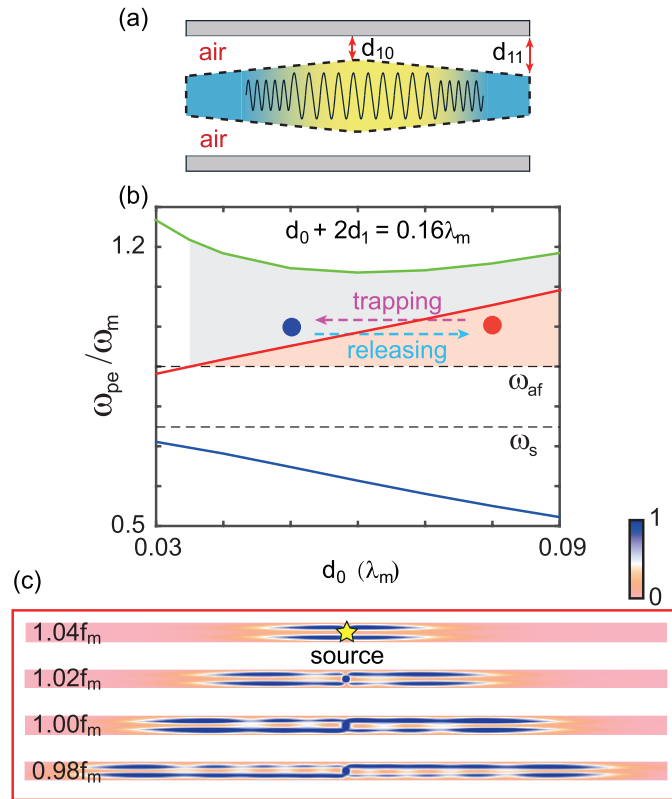 (a)
air
d₁₀
d₁₁
air
(b)
d₀ + 2d₁ = 0.16λₘ
1.2
trapping
releasing
ωₚₑ/ωₘ
ω_af
ωₛ
0.5
0.03
0.09
d₀ (λₘ)
1
0
(c)
1.04fₘ
source
1.02fₘ
1.00fₘ
0.98fₘ